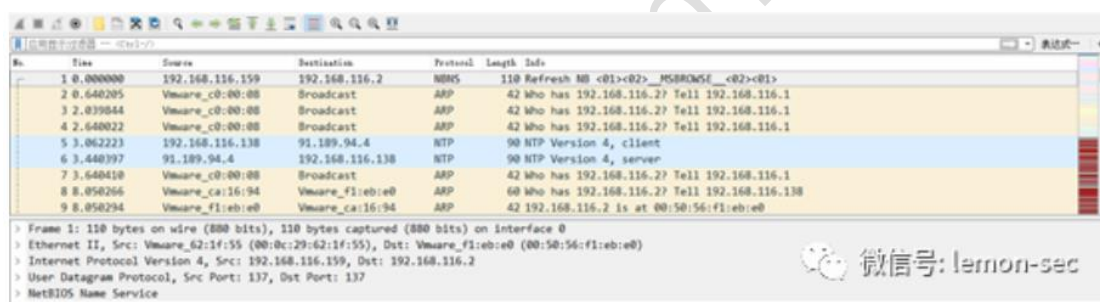 应用显示过滤器 … <Ctrl-/>
表达式…
No. Time Source Destination Protocol Length Info
1 0.000000 192.168.116.159 192.168.116.2 NBNS 110 Refresh NB <01><02>__MSBROWSE__<02><01>
2 0.640205 Vmware_c0:00:08 Broadcast ARP 42 Who has 192.168.116.2? Tell 192.168.116.1
3 2.039844 Vmware_c0:00:08 Broadcast ARP 42 Who has 192.168.116.2? Tell 192.168.116.1
4 2.640022 Vmware_c0:00:08 Broadcast ARP 42 Who has 192.168.116.2? Tell 192.168.116.1
5 3.062223 192.168.116.138 91.189.94.4 NTP 90 NTP Version 4, client
6 3.440397 91.189.94.4 192.168.116.138 NTP 90 NTP Version 4, server
7 3.640410 Vmware_c0:00:08 Broadcast ARP 42 Who has 192.168.116.2? Tell 192.168.116.1
8 8.050266 Vmware_ca:16:94 Vmware_f1:eb:e0 ARP 60 Who has 192.168.116.2? Tell 192.168.116.138
9 8.050294 Vmware_f1:eb:e0 Vmware_ca:16:94 ARP 42 192.168.116.2 is at 00:50:56:f1:eb:e0
> Frame 1: 110 bytes on wire (880 bits), 110 bytes captured (880 bits) on interface 0
> Ethernet II, Src: Vmware_62:1f:55 (00:0c:29:62:1f:55), Dst: Vmware_f1:eb:e0 (00:50:56:f1:eb:e0)
> Internet Protocol Version 4, Src: 192.168.116.159, Dst: 192.168.116.2
> User Datagram Protocol, Src Port: 137, Dst Port: 137
> NetBIOS Name Service
微信号: lemon-sec